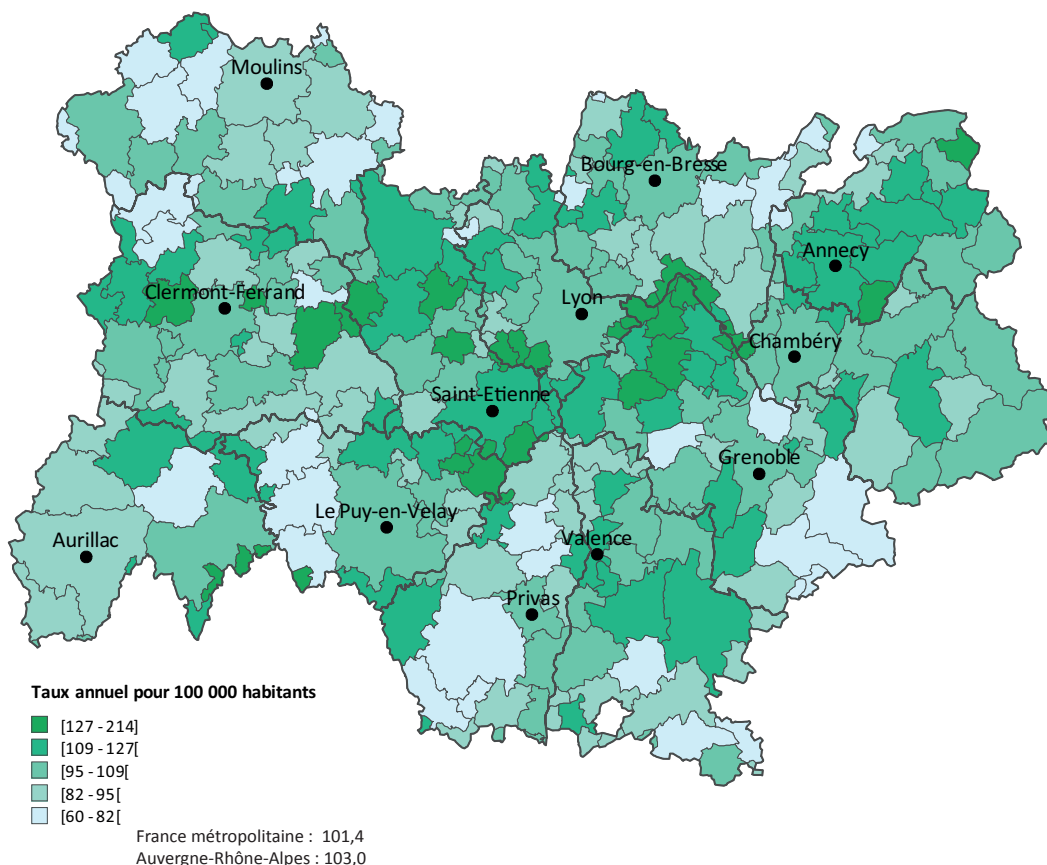 Moulins
Bourg-en-Bresse
Annecy
Clermont-Ferrand
Lyon
Chambéry
Saint-Etienne
Grenoble
Le Puy-en-Velay
Aurillac
Valence
Privas
Taux annuel pour 100 000 habitants
[127 - 214]
[109 - 127[
[95 - 109[
[82 - 95[
[60 - 82[
France métropolitaine : 101,4
Auvergne-Rhône-Alpes : 103,0